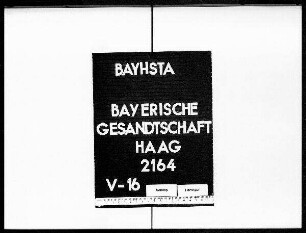 BAYHSTA
BAYERISCHE
GESANDTSCHAFT
HAAG
2164
V-16